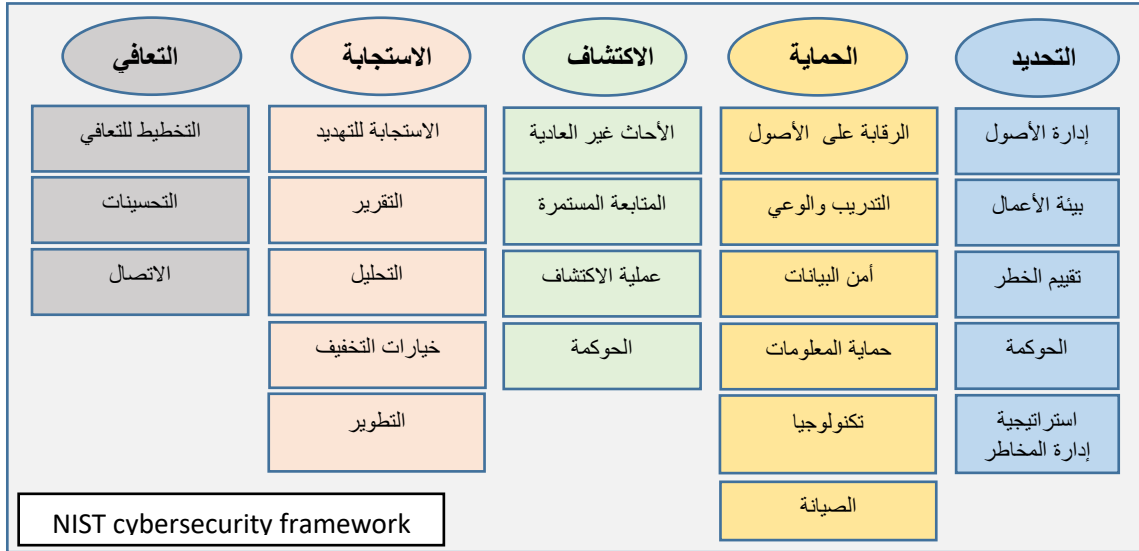 التحديد
إدارة الأصول
بيئة الأعمال
تقييم الخطر
الحوكمة
استراتيجية
إدارة المخاطر
الحماية
الرقابة على الأصول
التدريب والوعي
أمن البيانات
حماية المعلومات
تكنولوجيا
الصيانة
الاكتشاف
الأحاث غير العادية
المتابعة المستمرة
عملية الاكتشاف
الحوكمة
الاستجابة
الاستجابة للتهديد
التقرير
التحليل
خيارات التخفيف
التطوير
التعافي
التخطيط للتعافي
التحسينات
الاتصال
NIST cybersecurity framework